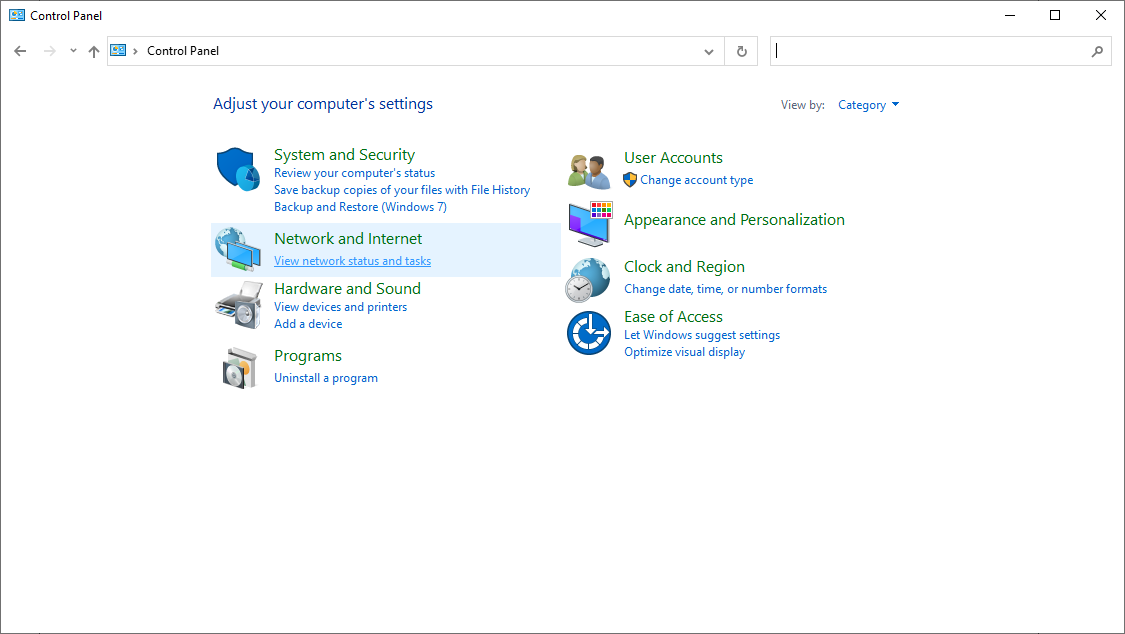 Control Panel
Control Panel
Adjust your computer's settings
View by: Category
System and Security
Review your computer's status
Save backup copies of your files with File History
Backup and Restore (Windows 7)
Network and Internet
View network status and tasks
Hardware and Sound
View devices and printers
Add a device
Programs
Uninstall a program
User Accounts
Change account type
Appearance and Personalization
Clock and Region
Change date, time, or number formats
Ease of Access
Let Windows suggest settings
Optimize visual display